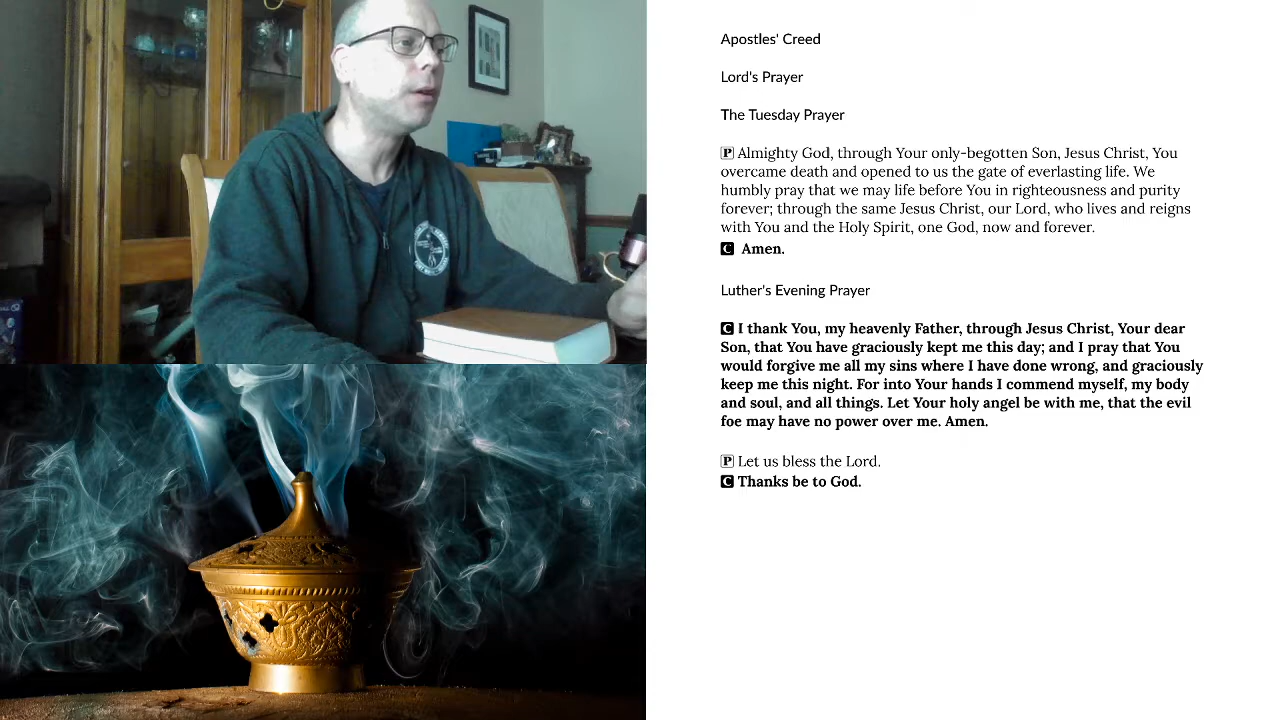 Apostles' Creed
Lord's Prayer
The Tuesday Prayer
P Almighty God, through Your only-begotten Son, Jesus Christ, You
overcame death and opened to us the gate of everlasting life. We
humbly pray that we may life before You in righteousness and purity
forever; through the same Jesus Christ, our Lord, who lives and reigns
with You and the Holy Spirit, one God, now and forever.
C Amen.
Luther's Evening Prayer
C I thank You, my heavenly Father, through Jesus Christ, Your dear
Son, that You have graciously kept me this day; and I pray that You
would forgive me all my sins where I have done wrong, and graciously
keep me this night. For into Your hands I commend myself, my body
and soul, and all things. Let Your holy angel be with me, that the evil
foe may have no power over me. Amen.
P Let us bless the Lord.
C Thanks be to God.